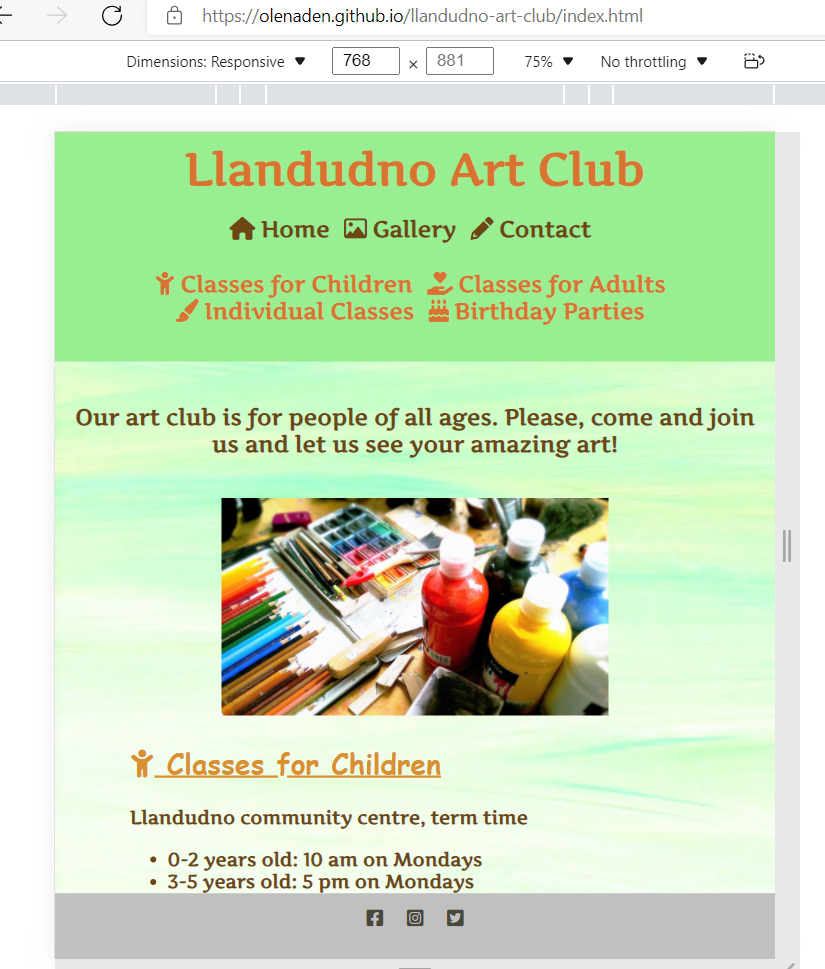 https://olenaden.github.io/llandudno-art-club/index.html
Dimensions: Responsive ▼ 768 × 881 75% ▼ No throttling ▼
Llandudno Art Club
Home Gallery Contact
Classes for Children Classes for Adults
Individual Classes Birthday Parties
Our art club is for people of all ages. Please, come and join
us and let us see your amazing art!
Classes for Children
Llandudno community centre, term time
• 0-2 years old: 10 am on Mondays
• 3-5 years old: 5 pm on Mondays